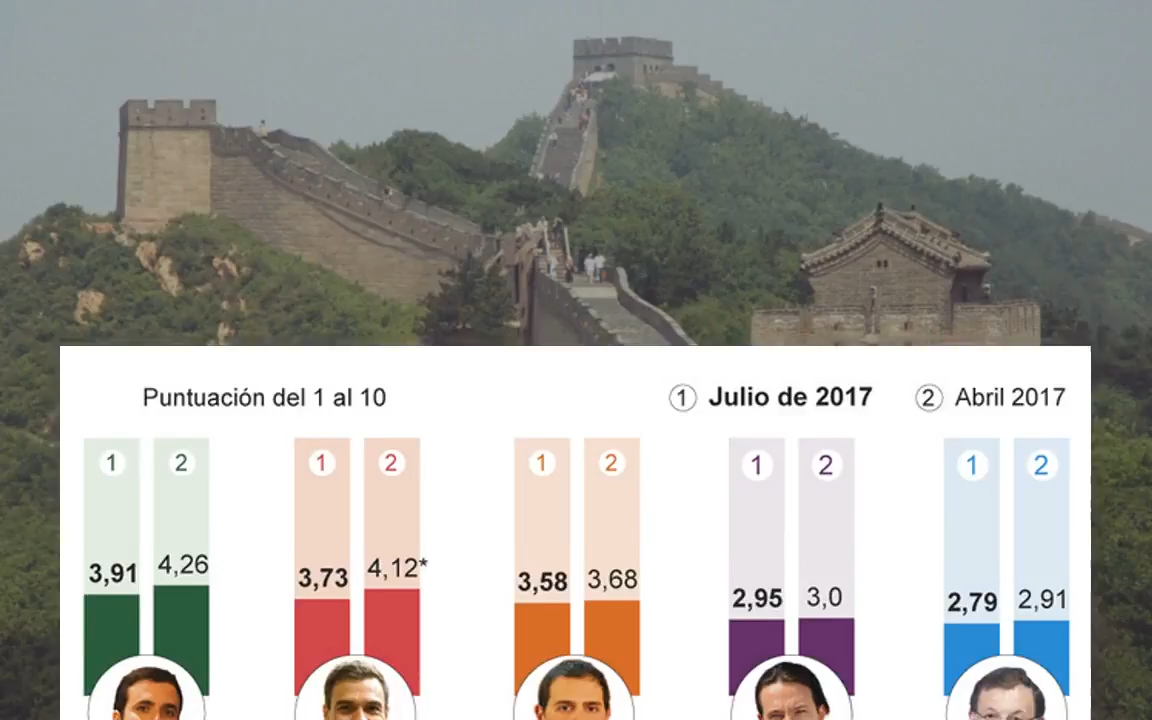 Puntuación del 1 al 10
1 Julio de 2017 2 Abril 2017
1 2 1 2 1 2 1 2 1 2
3,91 4,26 3,73 4,12* 3,58 3,68 2,95 3,0 2,79 2,91